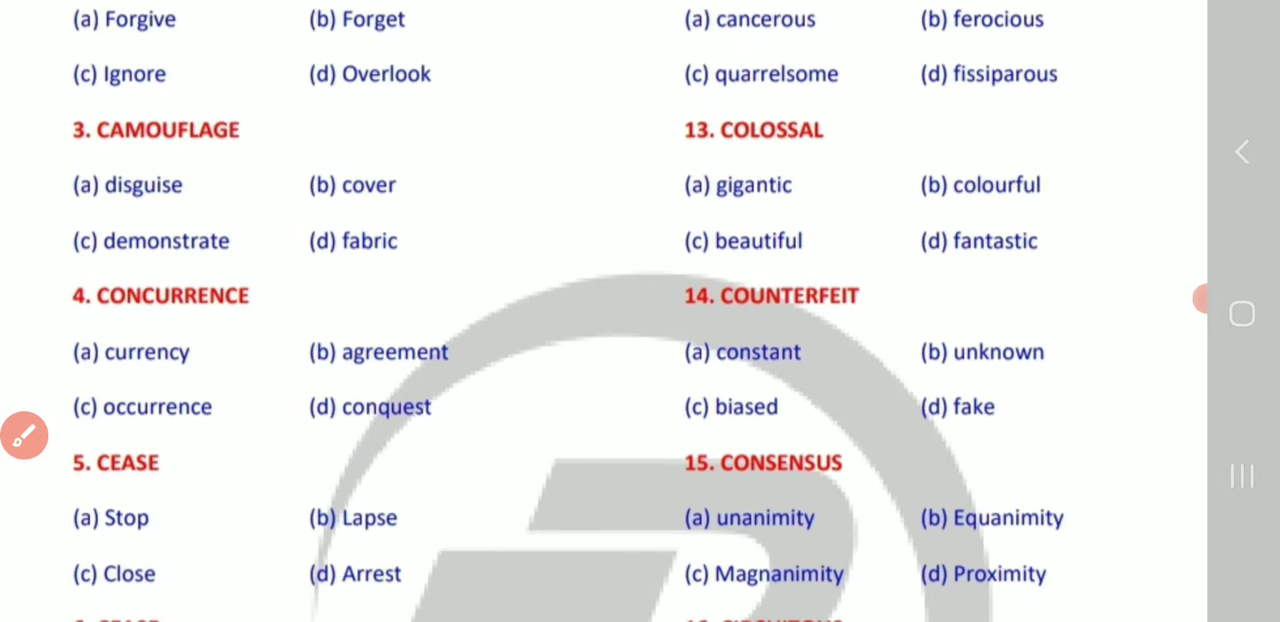 (a) Forgive (b) Forget
(c) Ignore (d) Overlook
3. CAMOUFLAGE
(a) disguise (b) cover
(c) demonstrate (d) fabric
4. CONCURRENCE
(a) currency (b) agreement
(c) occurrence (d) conquest
5. CEASE
(a) Stop (b) Lapse
(c) Close (d) Arrest
(a) cancerous (b) ferocious
(c) quarrelsome (d) fissiparous
13. COLOSSAL
(a) gigantic (b) colourful
(c) beautiful (d) fantastic
14. COUNTERFEIT
(a) constant (b) unknown
(c) biased (d) fake
15. CONSENSUS
(a) unanimity (b) Equanimity
(c) Magnanimity (d) Proximity